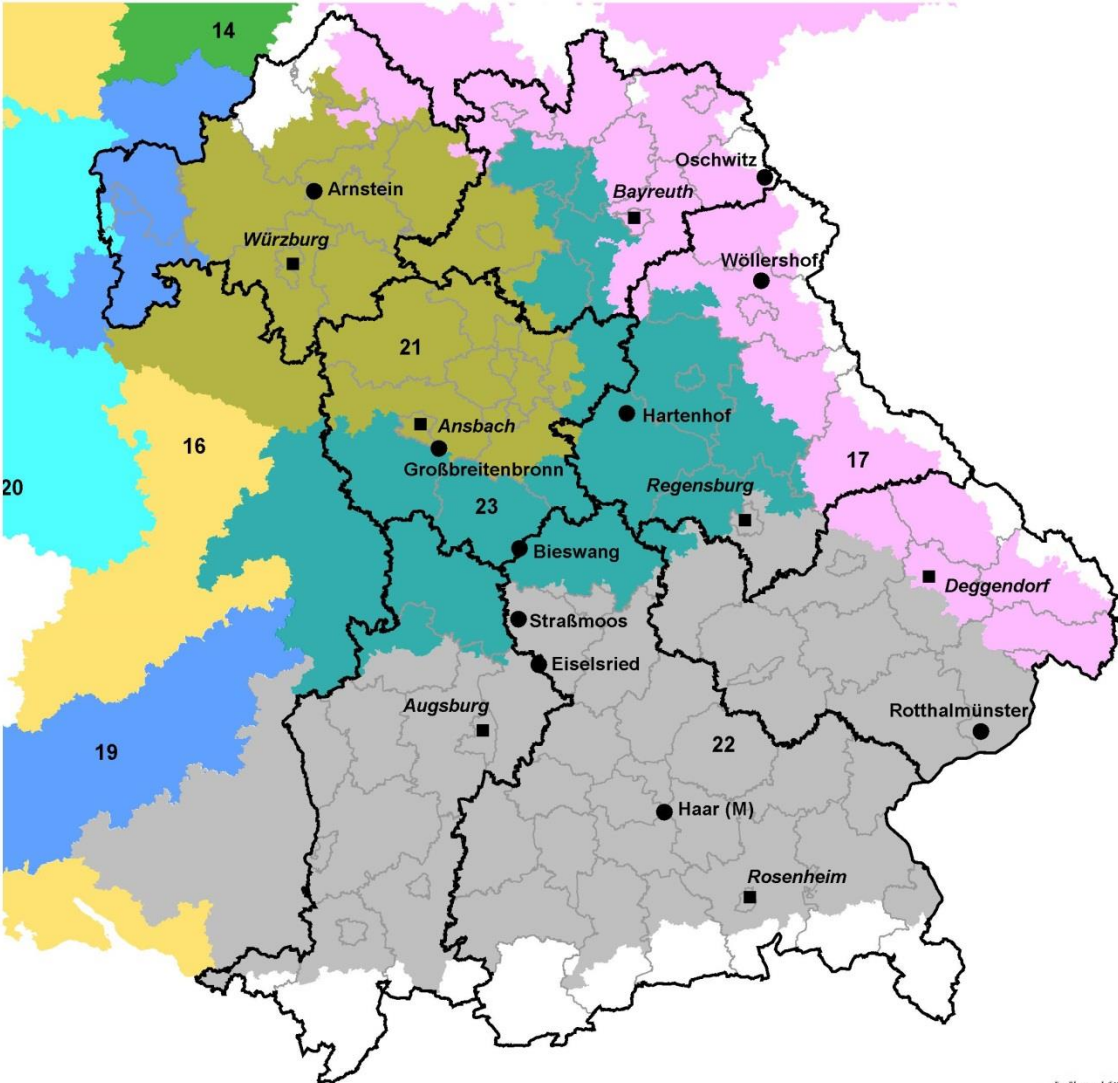 14
Oschwitz
Arnstein
Bayreuth
Würzburg
Wöllershof
21
Hartenhof
Ansbach
16
Großbreitenbronn
17
20
Regensburg
23
Bieswang
Deggendorf
Straßmoos
Eiselsried
Augsburg
Rotthalmünster
19
22
Haar (M)
Rosenheim